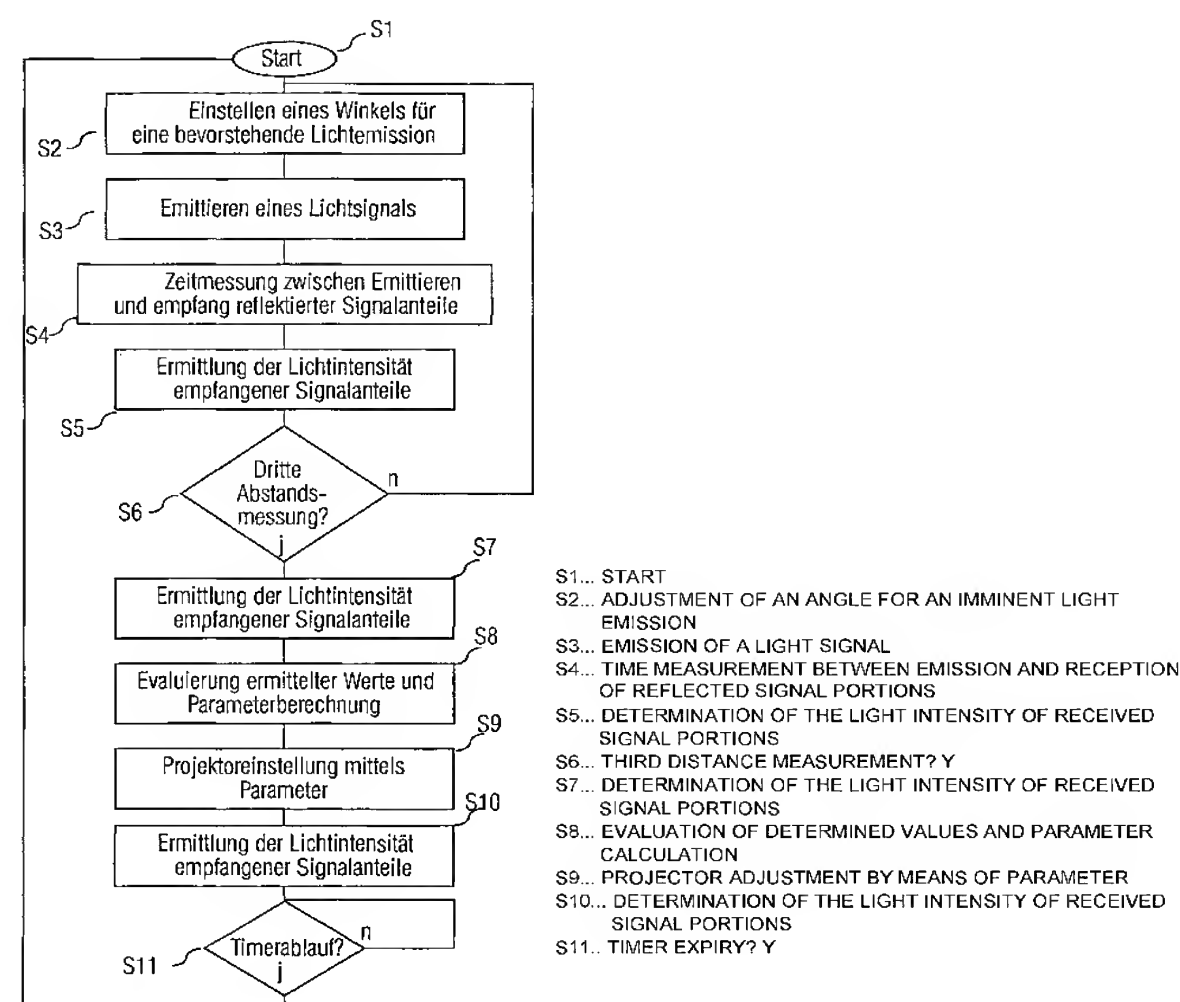 S1
Start
Einstellen eines Winkels für
eine bevorstehende Lichtemission
S2
Emittieren eines Lichtsignals
S3
Zeitmessung zwischen Emittieren
und empfang reflektierter Signalanteile
S4
Ermittlung der Lichtintensität
empfangener Signalanteile
S5
Dritte
Abstands-
messung?
n
S6
j
S7
Ermittlung der Lichtintensität
empfangener Signalanteile
S8
Evaluierung ermittelter Werte und
Parameterberechnung
S9
Projektoreinstellung mittels
Parameter
S10
Ermittlung der Lichtintensität
empfangener Signalanteile
n
Timerablauf?
S11
j
S1... START
S2... ADJUSTMENT OF AN ANGLE FOR AN IMMINENT LIGHT
EMISSION
S3... EMISSION OF A LIGHT SIGNAL
S4... TIME MEASUREMENT BETWEEN EMISSION AND RECEPTION
OF REFLECTED SIGNAL PORTIONS
S5... DETERMINATION OF THE LIGHT INTENSITY OF RECEIVED
SIGNAL PORTIONS
S6... THIRD DISTANCE MEASUREMENT? Y
S7... DETERMINATION OF THE LIGHT INTENSITY OF RECEIVED
SIGNAL PORTIONS
S8... EVALUATION OF DETERMINED VALUES AND PARAMETER
CALCULATION
S9... PROJECTOR ADJUSTMENT BY MEANS OF PARAMETER
S10... DETERMINATION OF THE LIGHT INTENSITY OF RECEIVED
SIGNAL PORTIONS
S11.. TIMER EXPIRY? Y